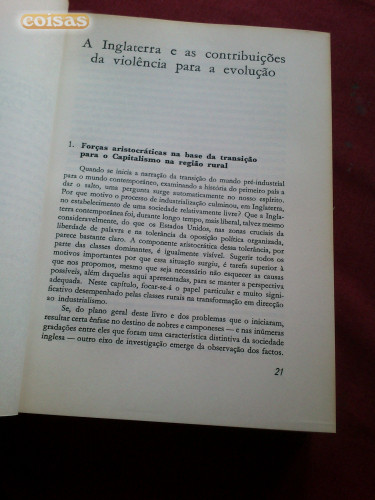 coisas
A Inglaterra e as contribuições
da violência para a evolução
1. Forças aristocráticas na base da transição
para o Capitalismo na região rural
Quando se inicia a narração da transição do mundo pré-industrial
para o mundo contemporâneo, examinando a história do primeiro país a
dar o salto, uma pergunta surge automaticamente no nosso espírito.
Por que motivo o processo de industrialização culminou, em Inglaterra,
no estabelecimento de uma sociedade relativamente livre? Que a Ingla-
terra contemporânea foi, durante longo tempo, mais liberal, talvez mesmo
consideravelmente, do que os Estados Unidos, nas zonas cruciais da
liberdade de palavra e na tolerância da oposição política organizada,
parece bastante claro. A componente aristocrática dessa tolerância, por
parte das classes dominantes, é igualmente visível. Sugerir todos os
motivos importantes por que esta situação surgiu, é tarefa superior à
que nos propomos, mesmo que seja necessário não esquecer as causas
possíveis, além daquelas aqui apresentadas, para se manter a perspectiva
adequada. Neste capítulo, focar-se-á o papel particular e muito signi-
ficativo desempenhado pelas classes rurais na transformação em direcção
ao industrialismo.
Se, do plano geral deste livro e dos problemas que o iniciaram,
resultar certa ênfase no destino de nobres e camponeses — e nas inúmeras
gradações entre eles que foram uma característica distintiva da sociedade
inglesa — outro eixo de investigação emerge da observação dos factos.
21